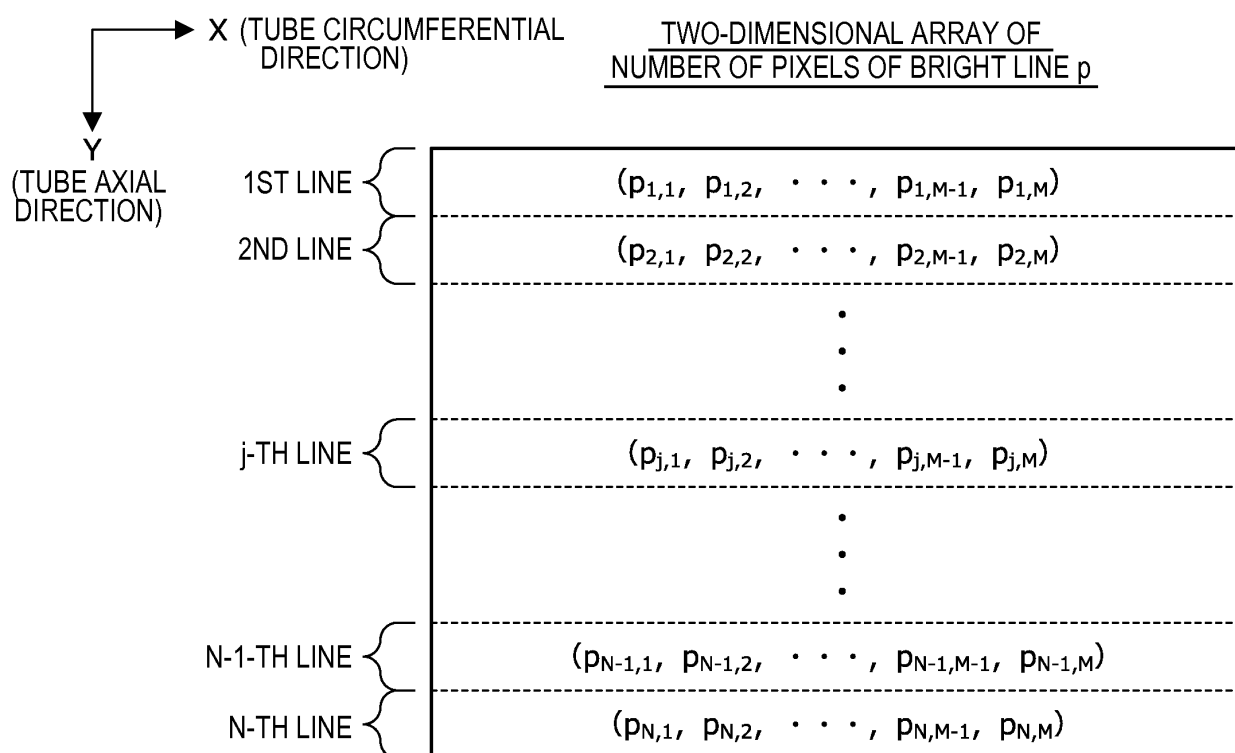 X (TUBE CIRCUMFERENTIAL
DIRECTION)
Y
(TUBE AXIAL
DIRECTION)
TWO-DIMENSIONAL ARRAY OF
NUMBER OF PIXELS OF BRIGHT LINE p
1ST LINE (p1,1, p1,2, ・・・, p1,M-1, p1,M)
2ND LINE (p2,1, p2,2, ・・・, p2,M-1, p2,M)
j-TH LINE (pj,1, pj,2, ・・・, pj,M-1, pj,M)
N-1-TH LINE (pN-1,1, pN-1,2, ・・・, pN-1,M-1, pN-1,M)
N-TH LINE (pN,1, pN,2, ・・・, pN,M-1, pN,M)